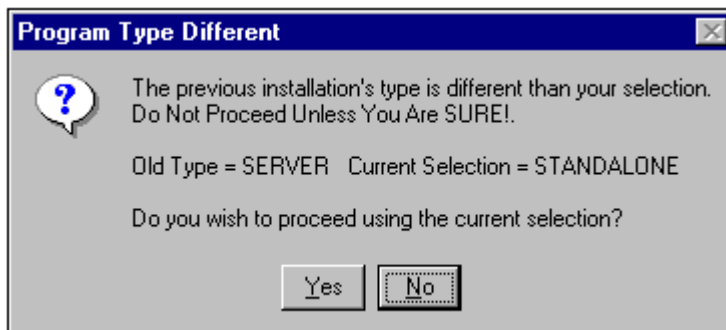 Program Type Different
The previous installation's type is different than your selection.
Do Not Proceed Unless You Are SURE!.
Old Type = SERVER   Current Selection = STANDALONE
Do you wish to proceed using the current selection?
Yes
No